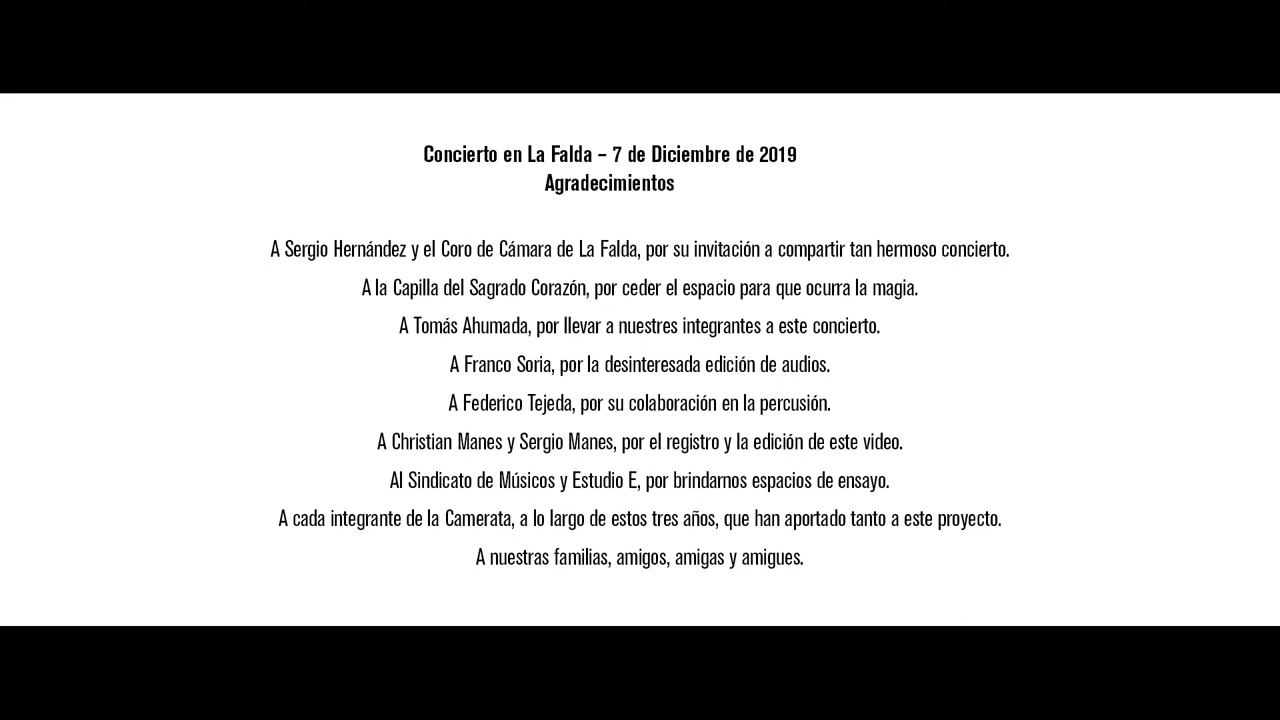 Concierto en La Falda – 7 de Diciembre de 2019
Agradecimientos
A Sergio Hernández y el Coro de Cámara de La Falda, por su invitación a compartir tan hermoso concierto.
A la Capilla del Sagrado Corazón, por ceder el espacio para que ocurra la magia.
A Tomás Ahumada, por llevar a nuestres integrantes a este concierto.
A Franco Soria, por la desinteresada edición de audios.
A Federico Tejeda, por su colaboración en la percusión.
A Christian Manes y Sergio Manes, por el registro y la edición de este video.
Al Sindicato de Músicos y Estudio E, por brindarnos espacios de ensayo.
A cada integrante de la Camerata, a lo largo de estos tres años, que han aportado tanto a este proyecto.
A nuestras familias, amigos, amigas y amigues.